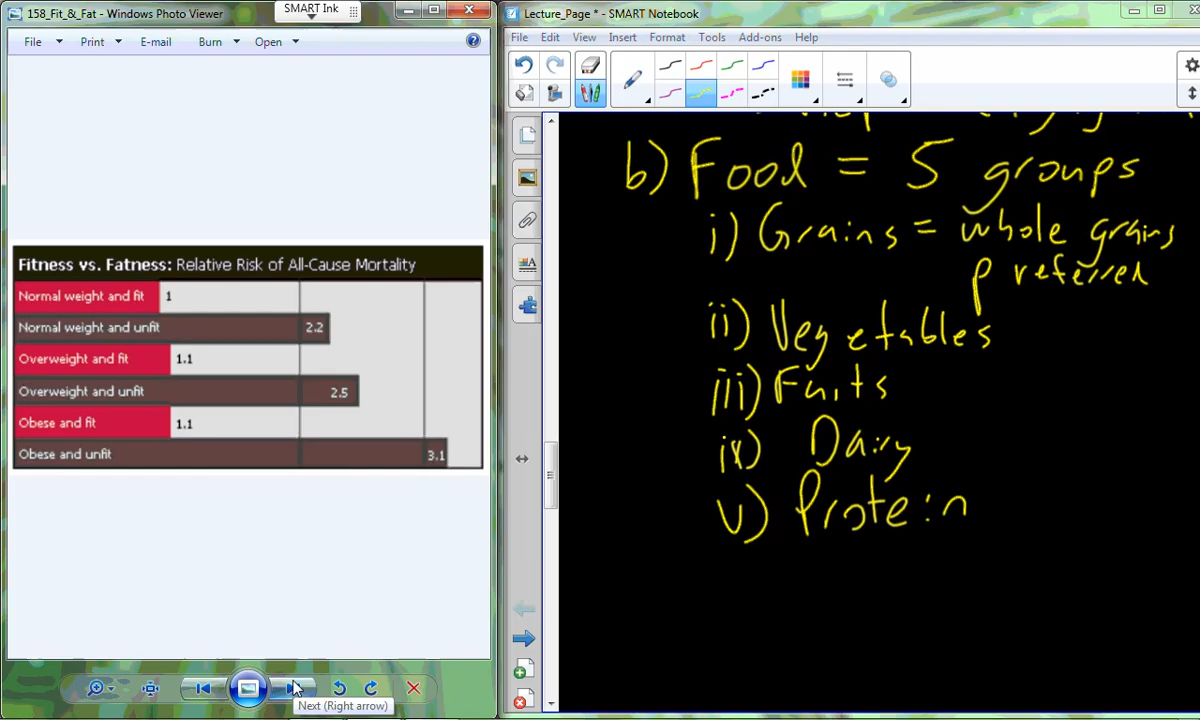 158_Fit_&_Fat - Windows Photo Viewer
SMART Ink
File Print E-mail Burn Open
Fitness vs. Fatness: Relative Risk of All-Cause Mortality
Normal weight and fit 1
Normal weight and unfit 2.2
Overweight and fit 1.1
Overweight and unfit 2.5
Obese and fit 1.1
Obese and unfit 3.1
Next (Right arrow)
Lecture_Page * - SMART Notebook
File Edit View Insert Format Tools Add-ons Help
b) Food = 5 groups
i) Grains = whole grains
preferred
ii) Vegetables
iii) Fruits
iv) Dairy
v) Protein